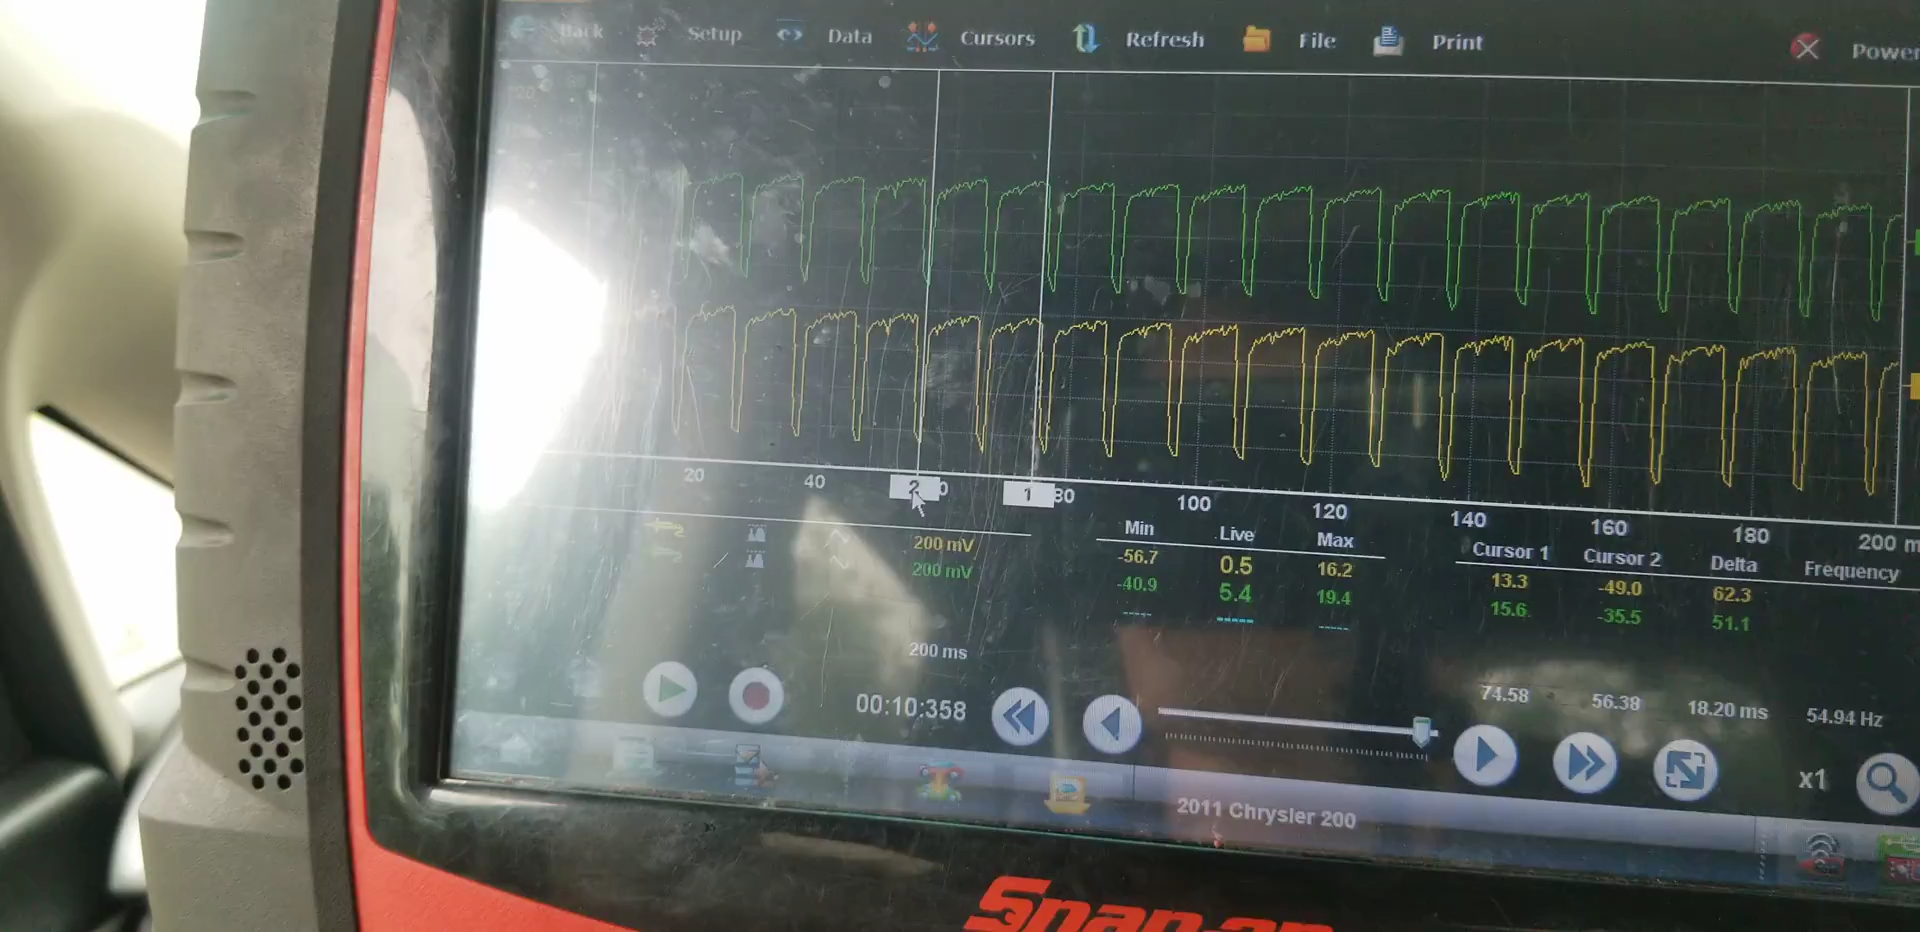 Back Setup Data Cursors Refresh File Print Power
20 40 2 0 1 80 100 120 140 160 180 200 m
200 mV
200 mV
200 ms
Min Live Max
-56.7 0.5 16.2
-40.9 5.4 19.4
---- ----- -----
Cursor 1 Cursor 2 Delta Frequency
13.3 -49.0 62.3
15.6 -35.5 51.1
74.58 56.38 18.20 ms 54.94 Hz
00:10:358
x1
2011 Chrysler 200
Snap-on